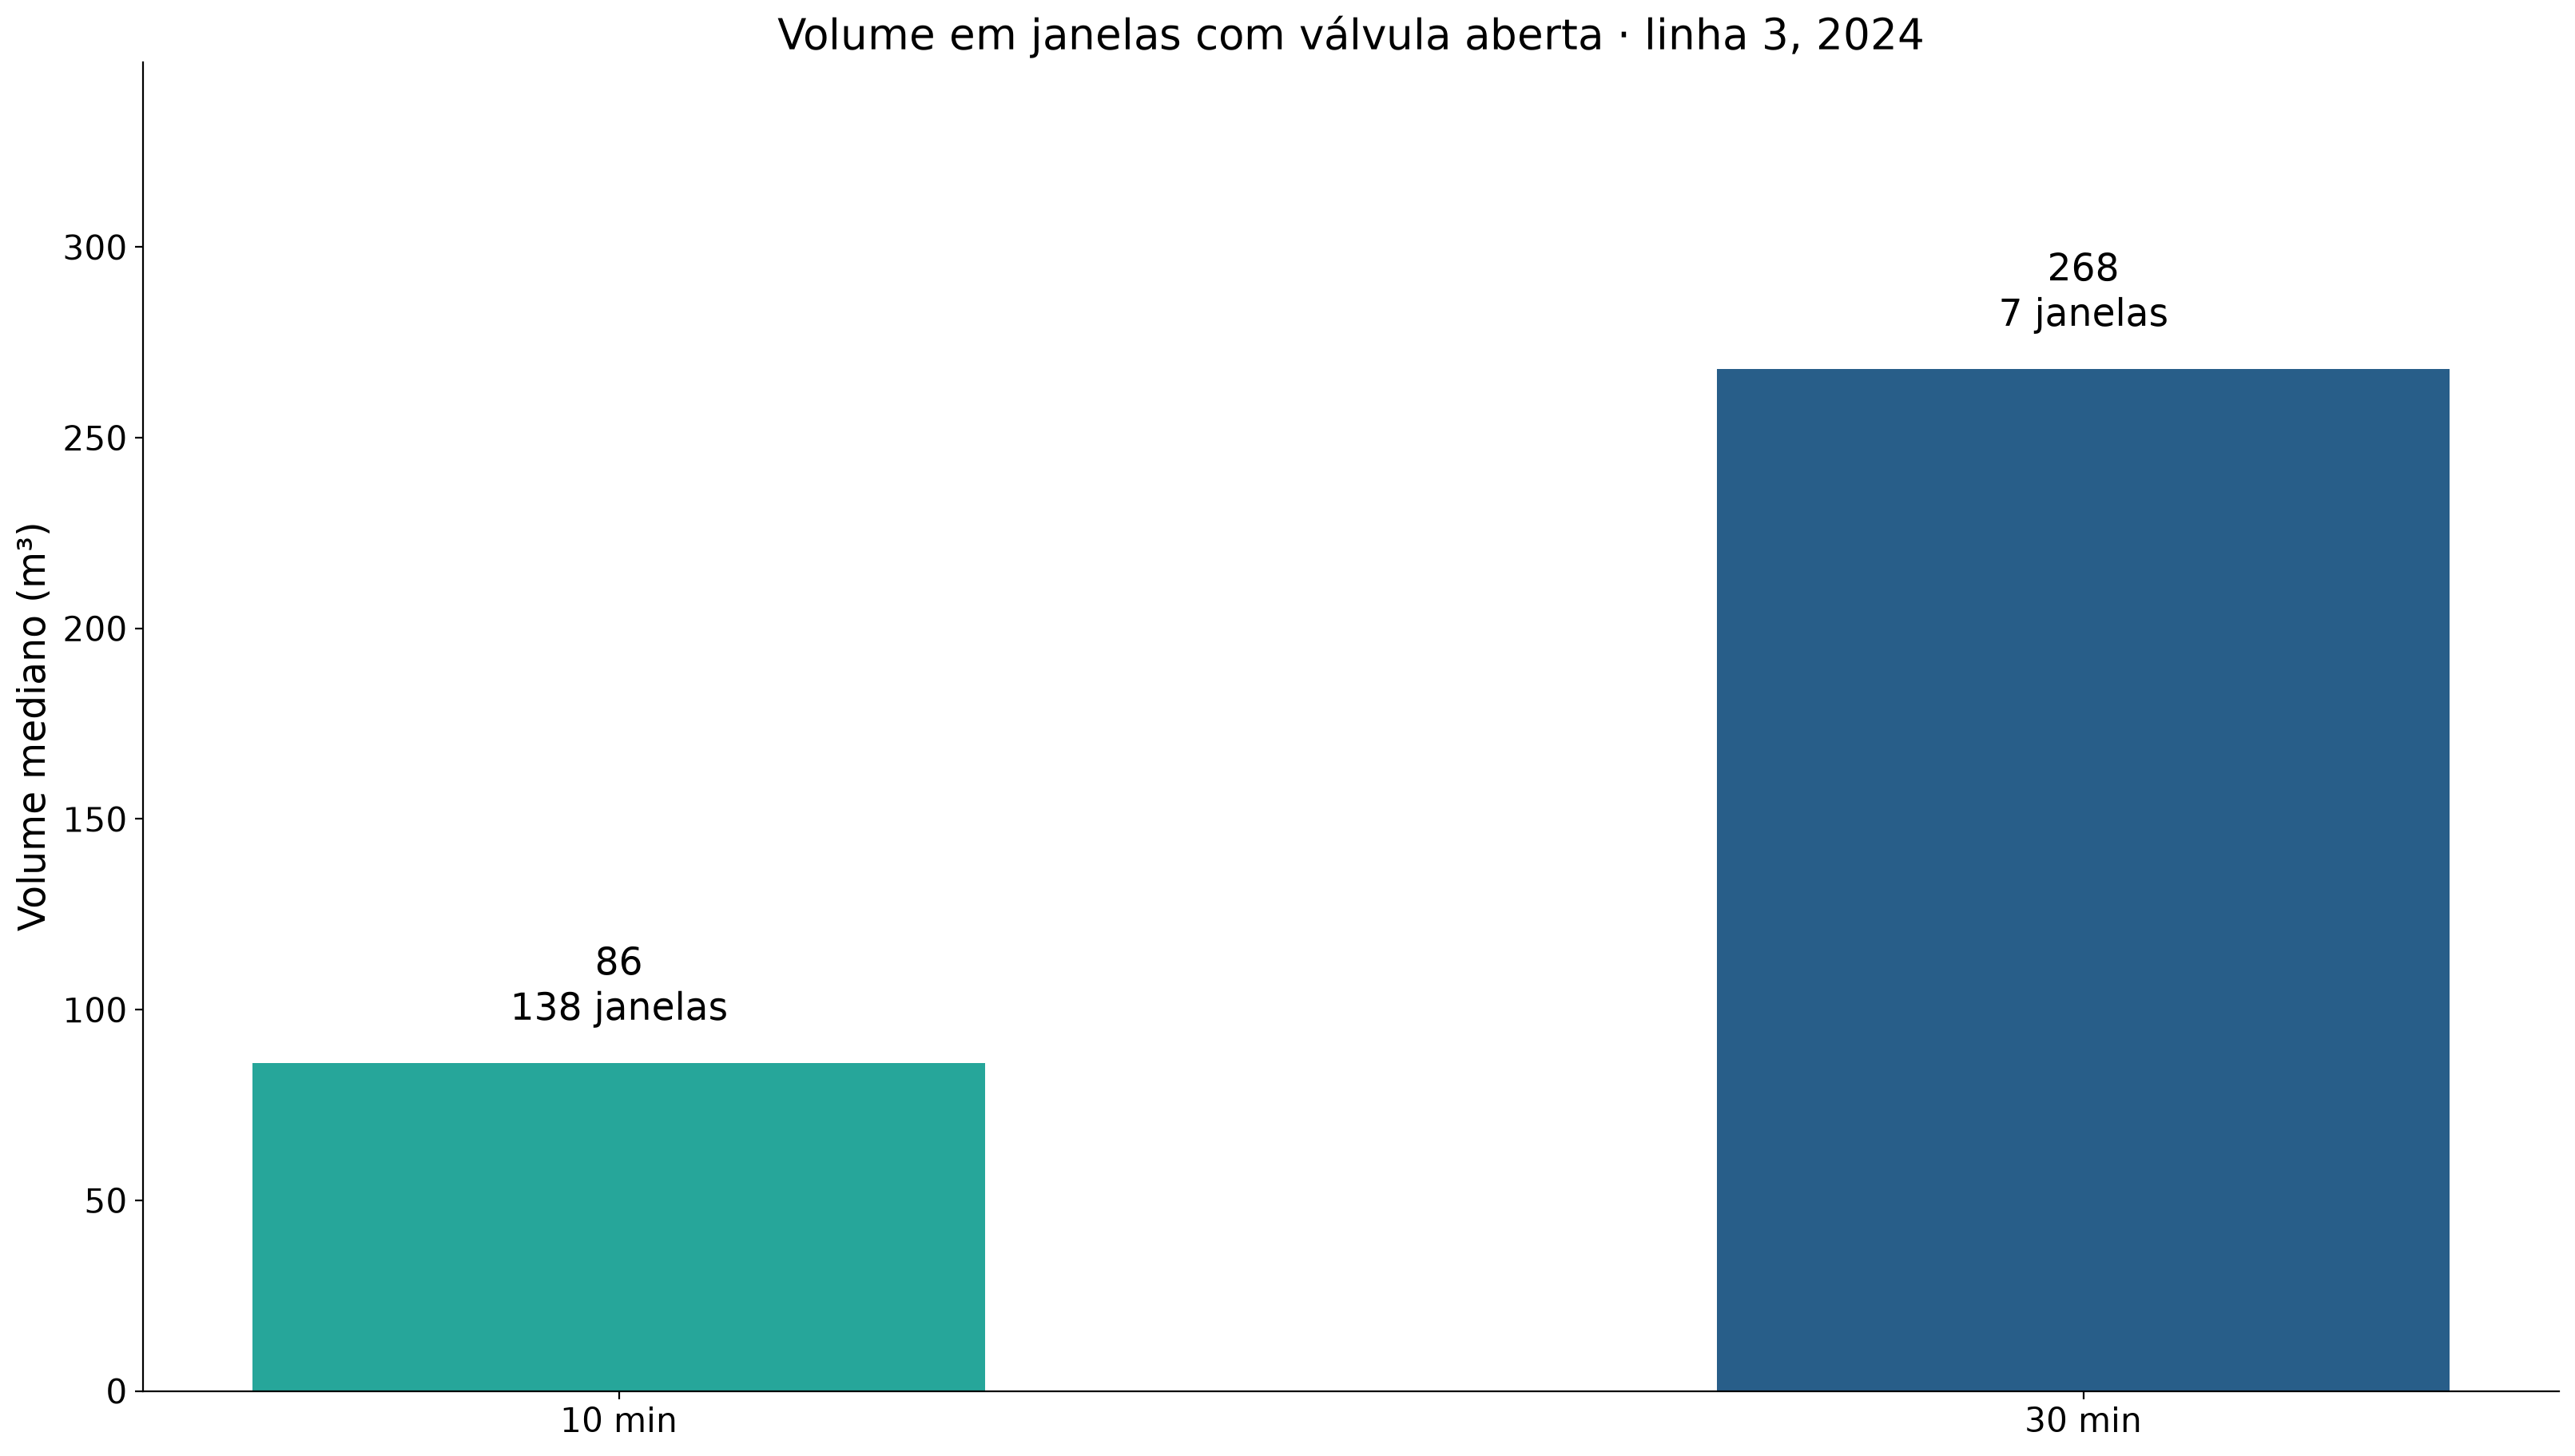 Volume em janelas com válvula aberta · linha 3, 2024
Volume mediano (m³)
300
250
200
150
100
50
0
86
138 janelas
268
7 janelas
10 min
30 min